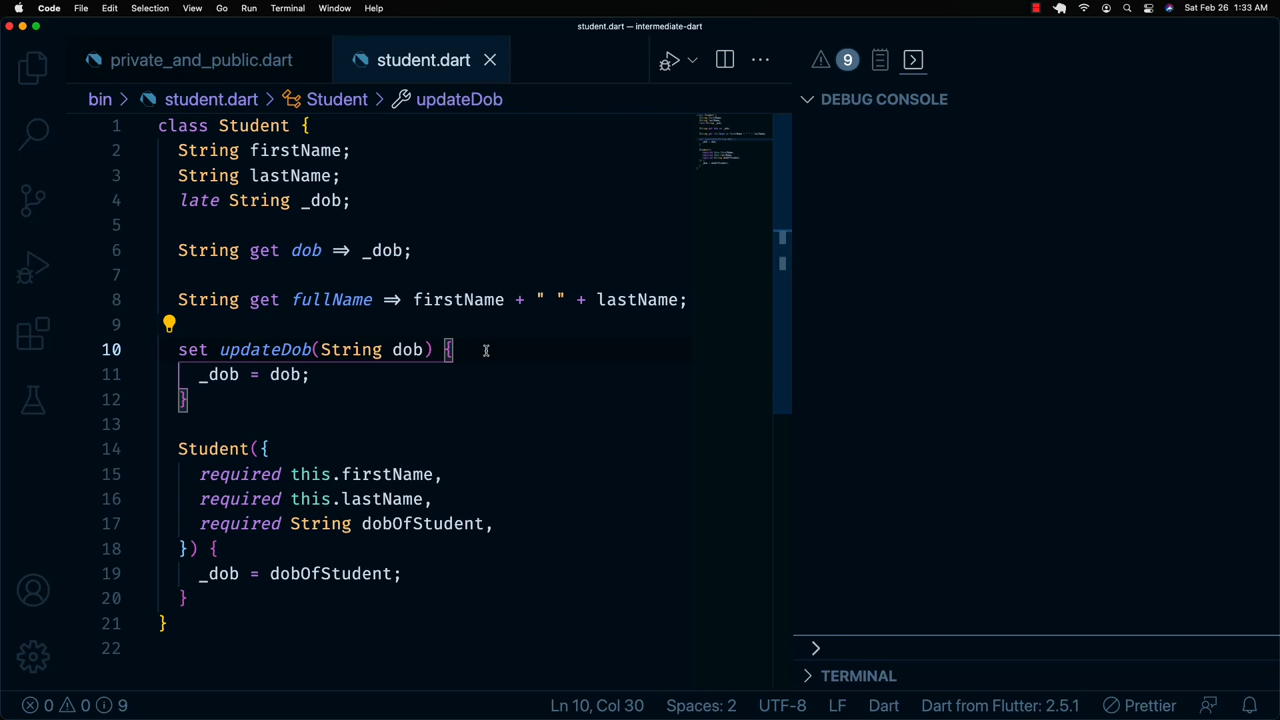 Code File Edit Selection View Go Run Terminal Window Help Sat Feb 26 1:33 AM
student.dart — intermediate-dart
private_and_public.dart student.dart 9
bin student.dart Student updateDob
DEBUG CONSOLE
1 class Student {
2 String firstName;
3 String lastName;
4 late String _dob;
5
6 String get dob => _dob;
7
8 String get fullName => firstName + " " + lastName;
9
10 set updateDob(String dob) {
11 _dob = dob;
12 }
13
14 Student({
15 required this.firstName,
16 required this.lastName,
17 required String dobOfStudent,
18 }) {
19 _dob = dobOfStudent;
20 }
21 }
22
TERMINAL
0 0 9 Ln 10, Col 30 Spaces: 2 UTF-8 LF Dart Dart from Flutter: 2.5.1 Prettier